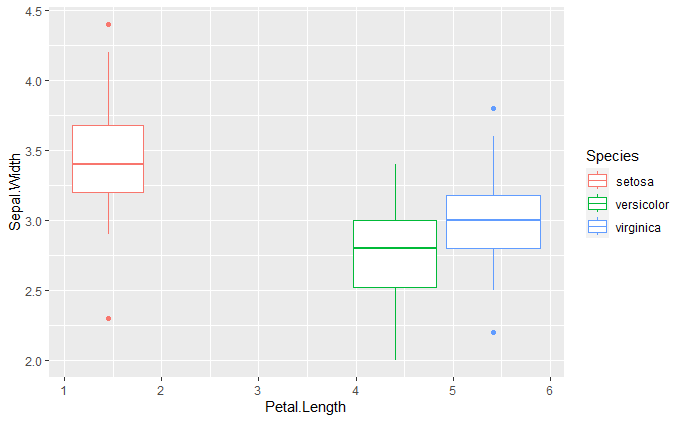 4.5
4.0
3.5
3.0
2.5
2.0
Sepal.Width
1 2 3 4 5 6
Petal.Length
Species
setosa
versicolor
virginica